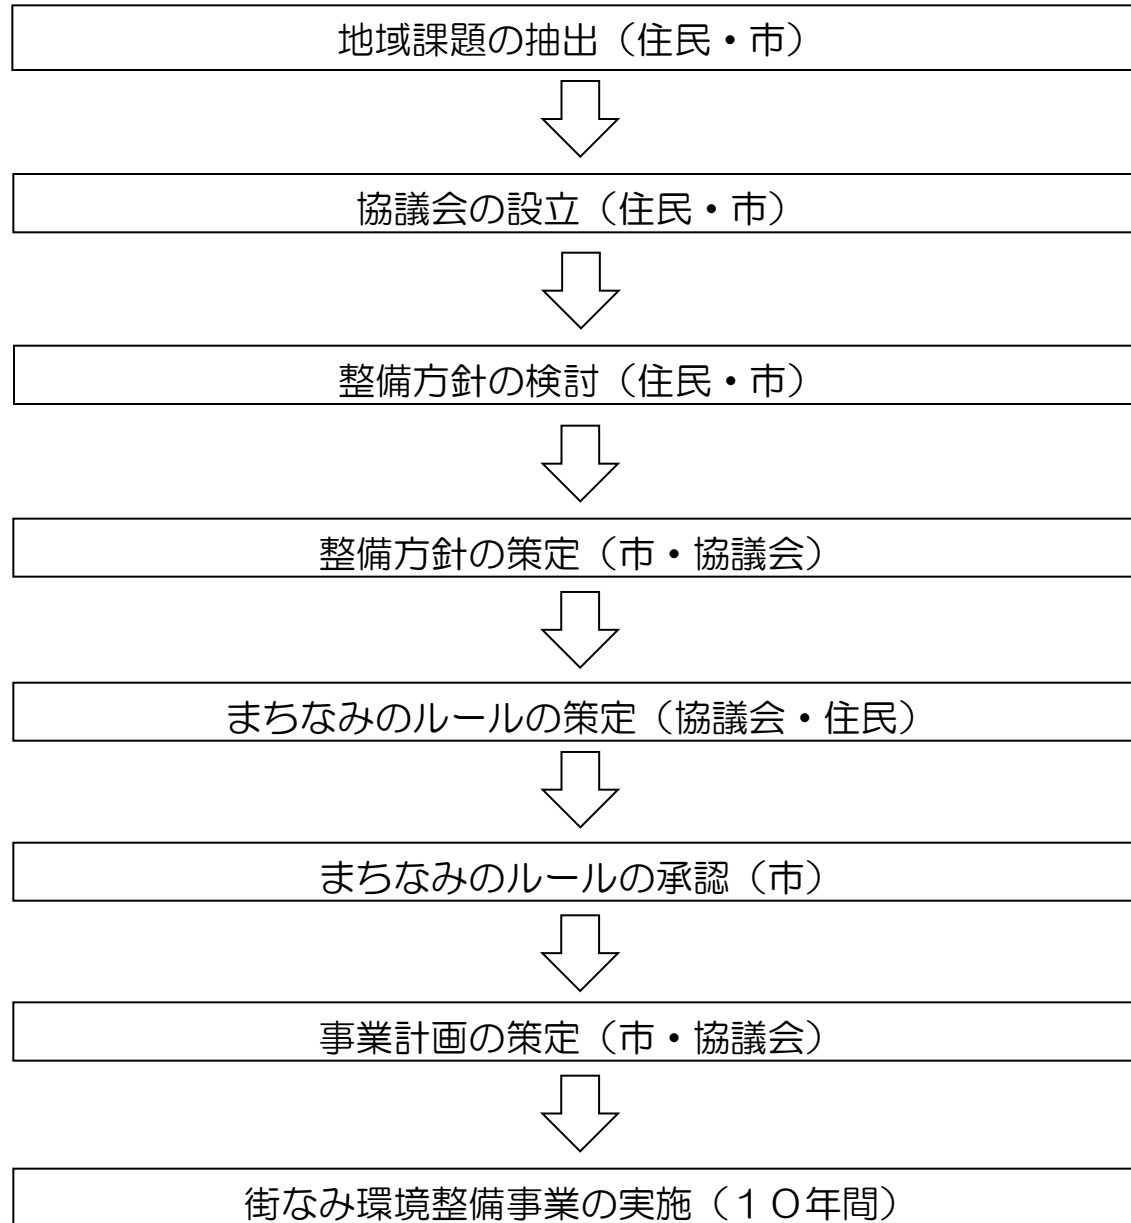 地域課題の抽出（住民・市）
協議会の設立（住民・市）
整備方針の検討（住民・市）
整備方針の策定（市・協議会）
まちなみのルールの策定（協議会・住民）
まちなみのルールの承認（市）
事業計画の策定（市・協議会）
街なみ環境整備事業の実施（１０年間）